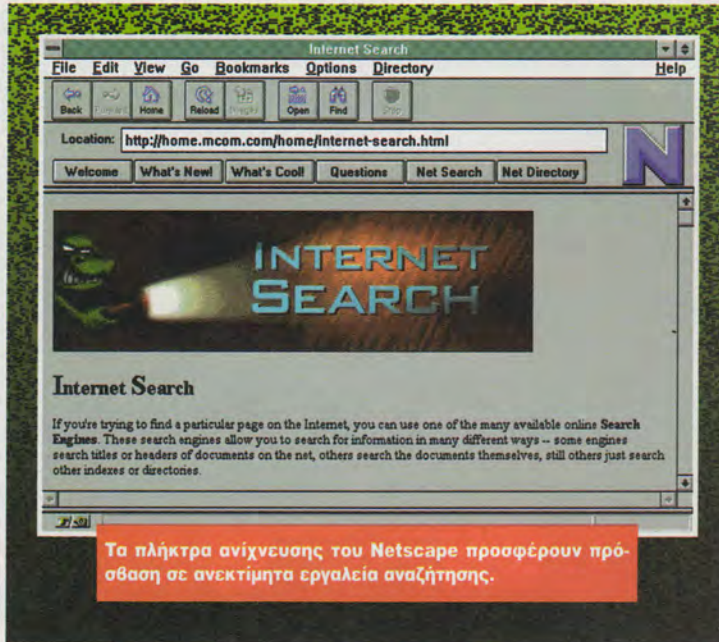 Internet Search
File Edit View Go Bookmarks Options Directory Help
Back Forward Home Reload Images Open Find Stop
Location: http://home.mcom.com/home/internet-search.html
N
Welcome What's New! What's Cool! Questions Net Search Net Directory
INTERNET
SEARCH
Internet Search
If you're trying to find a particular page on the Internet, you can use one of the many available online Search
Engines. These search engines allow you to search for information in many different ways -- some engines
search titles or headers of documents on the net, others search the documents themselves, still others just search
other indexes or directories.
Τα πλήκτρα ανίχνευσης του Netscape προσφέρουν πρό-
σβαση σε ανεκτίμητα εργαλεία αναζήτησης.